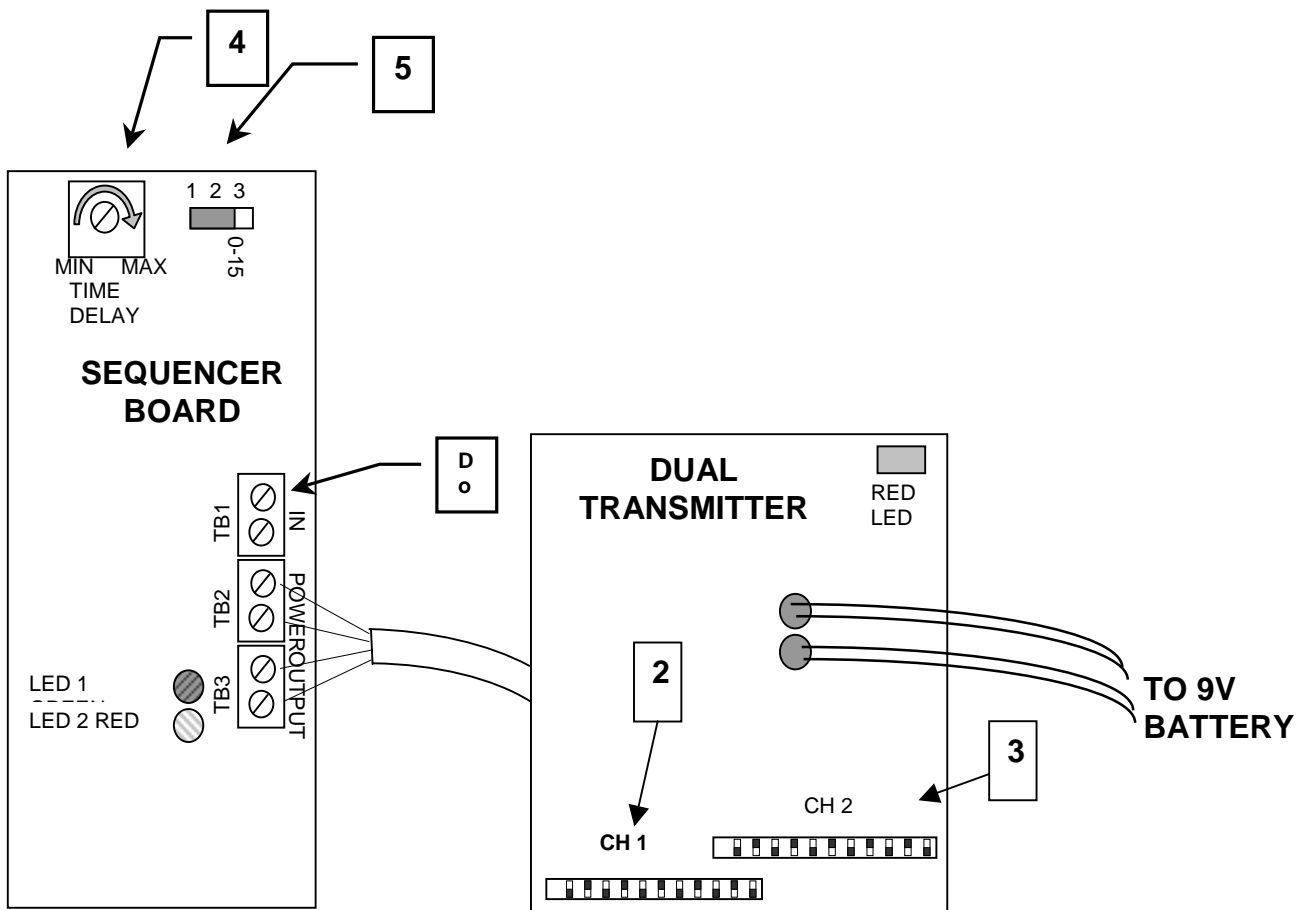 4
5
1 2 3
0-15
MIN MAX
TIME
DELAY
SEQUENCER
BOARD
D
o
TB1
IN
TB2
POWER
TB3
OUTPUT
LED 1
LED 2 RED
DUAL
TRANSMITTER
RED
LED
2
TO 9V
BATTERY
3
CH 2
CH 1